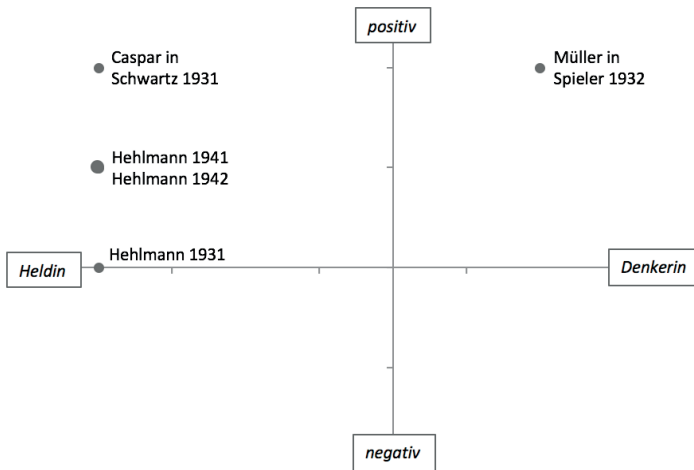 positiv
Caspar in
Schwartz 1931
Müller in
Spieler 1932
Hehlmann 1941
Hehlmann 1942
Hehlmann 1931
Heldin
Denkerin
negativ